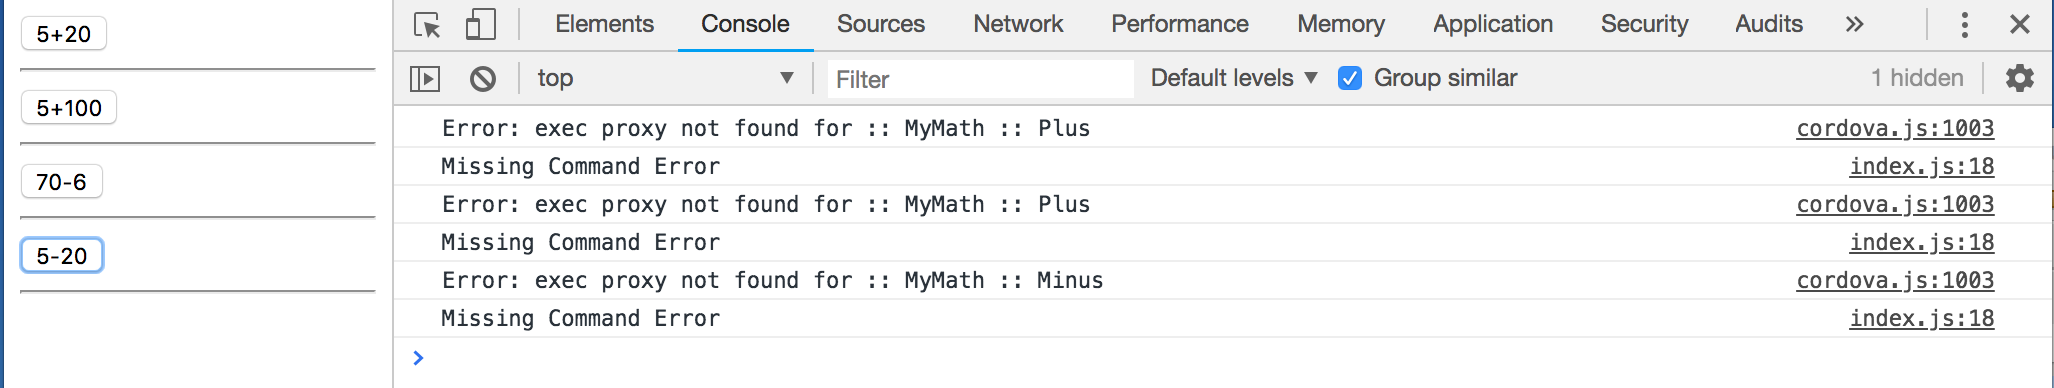 5+20
5+100
70-6
5-20
Elements Console Sources Network Performance Memory Application Security Audits »
top ▼ Filter Default levels ▼ Group similar 1 hidden
Error: exec proxy not found for :: MyMath :: Plus cordova.js:1003
Missing Command Error index.js:18
Error: exec proxy not found for :: MyMath :: Plus cordova.js:1003
Missing Command Error index.js:18
Error: exec proxy not found for :: MyMath :: Minus cordova.js:1003
Missing Command Error index.js:18